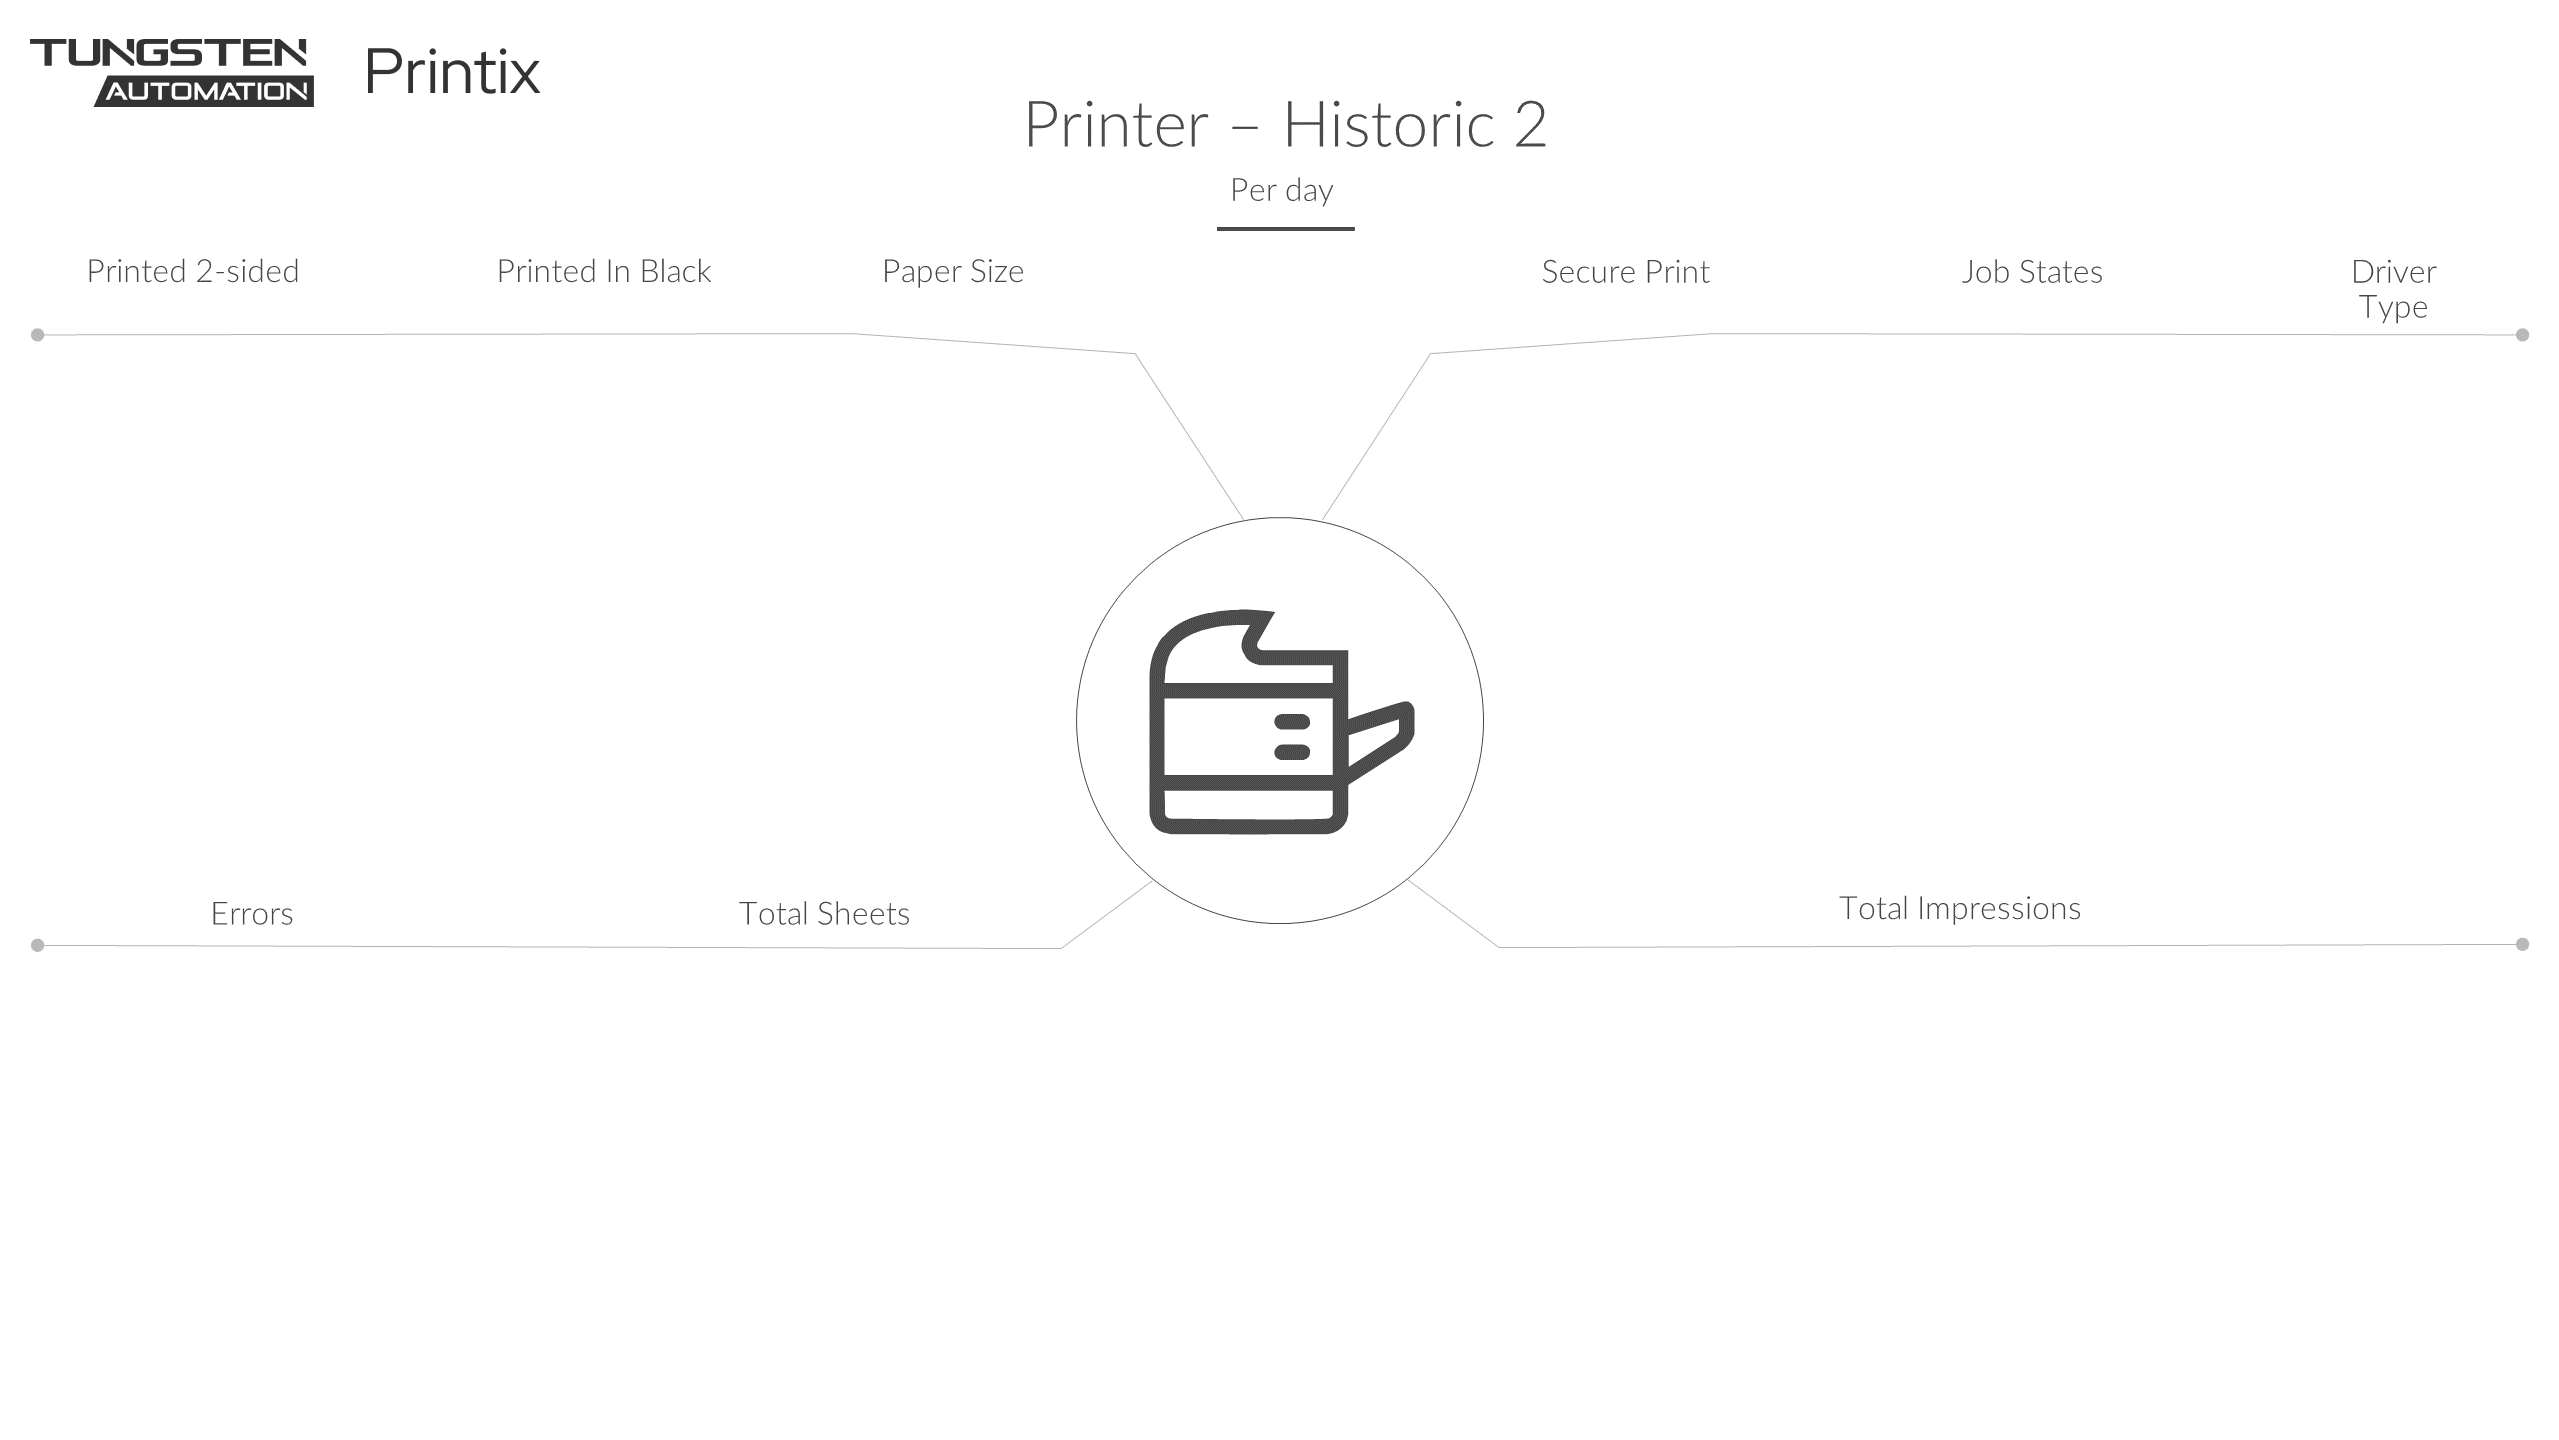 TUNGSTEN
AUTOMATION
Printix
Printer – Historic 2
Per day
Printed 2-sided
Printed In Black
Paper Size
Secure Print
Job States
Driver
Type
Errors
Total Sheets
Total Impressions